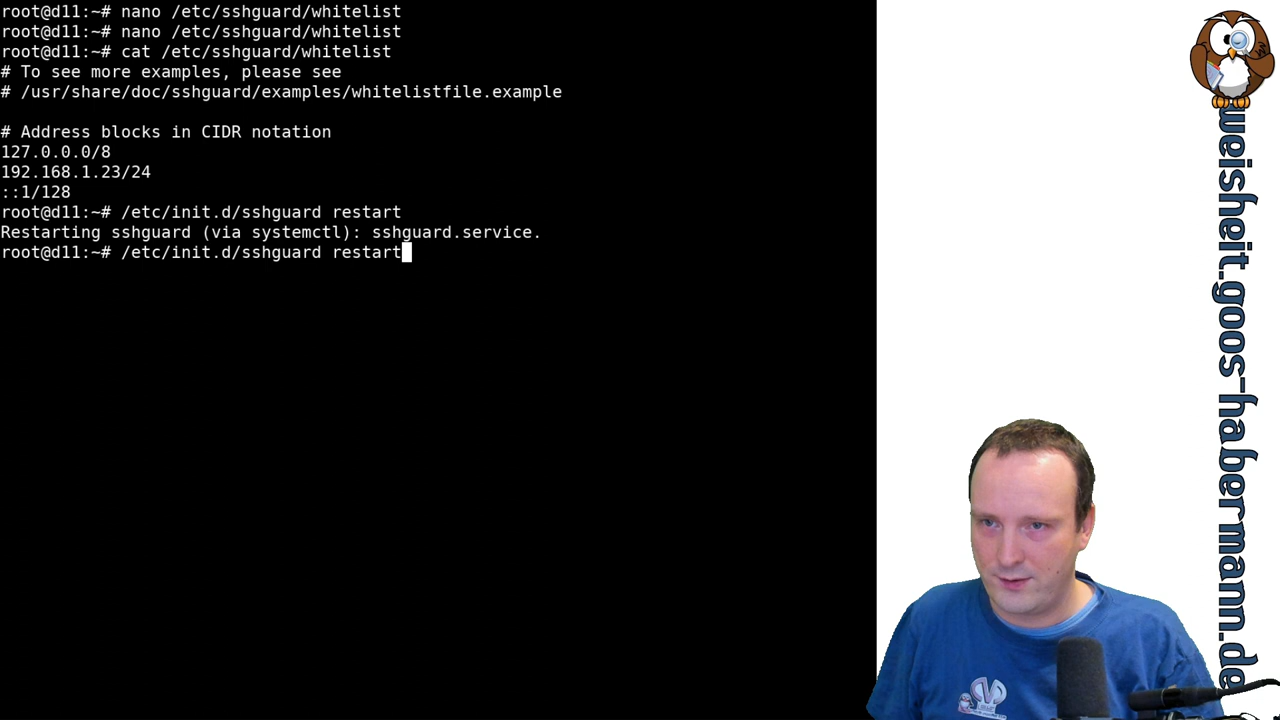 root@d11:~# nano /etc/sshguard/whitelist
root@d11:~# nano /etc/sshguard/whitelist
root@d11:~# cat /etc/sshguard/whitelist
# To see more examples, please see
# /usr/share/doc/sshguard/examples/whitelistfile.example
# Address blocks in CIDR notation
127.0.0.0/8
192.168.1.23/24
::1/128
root@d11:~# /etc/init.d/sshguard restart
Restarting sshguard (via systemctl): sshguard.service.
root@d11:~# /etc/init.d/sshguard restart
weisheit.goos-habermann.de